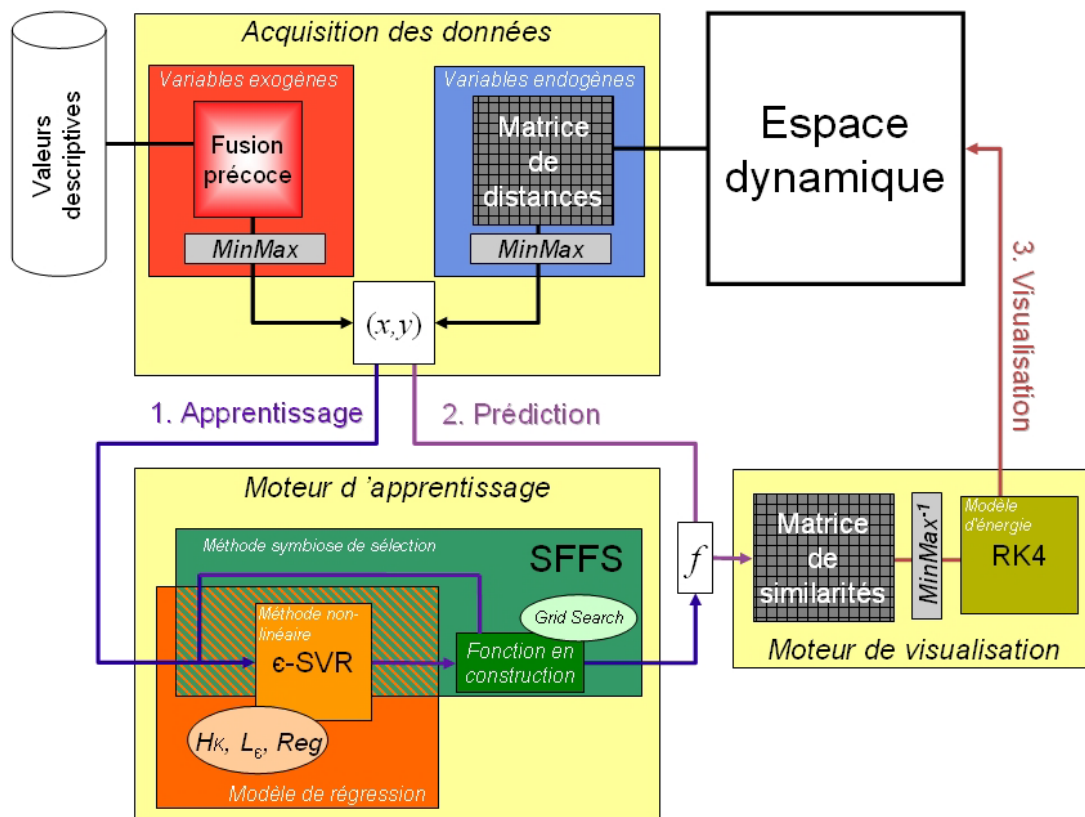 Acquisition des données
Valeurs
descriptives
Variables exogènes
Fusion
précoce
MinMax
Variables endogènes
Matrice
de
distances
MinMax
Espace
dynamique
(x,y)
1. Apprentissage
2. Prédiction
3. Visualisation
Moteur d 'apprentissage
Méthode symbiose de sélection
SFFS
Grid Search
Méthode non-
linéaire
ε-SVR
Fonction en
construction
HK, Lε, Reg
Modèle de régression
f
Matrice
de
similarités
MinMax-1
Modèle
d'énergie
RK4
Moteur de visualisation